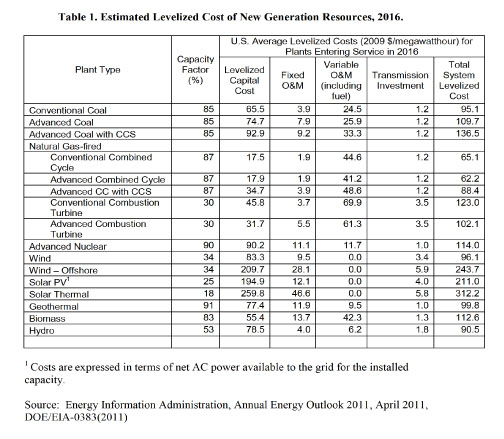 Table 1. Estimated Levelized Cost of New Generation Resources, 2016.
Plant Type
Capacity Factor (%)
U.S. Average Levelized Costs (2009 $/megawatthour) for
Plants Entering Service in 2016
Levelized Capital Cost
Fixed O&M
Variable O&M (including fuel)
Transmission Investment
Total System Levelized Cost
Conventional Coal 85 65.5 3.9 24.5 1.2 95.1
Advanced Coal 85 74.7 7.9 25.9 1.2 109.7
Advanced Coal with CCS 85 92.9 9.2 33.3 1.2 136.5
Natural Gas-fired
Conventional Combined Cycle 87 17.5 1.9 44.6 1.2 65.1
Advanced Combined Cycle 87 17.9 1.9 41.2 1.2 62.2
Advanced CC with CCS 87 34.7 3.9 48.6 1.2 88.4
Conventional Combustion Turbine 30 45.8 3.7 69.9 3.5 123.0
Advanced Combustion Turbine 30 31.7 5.5 61.3 3.5 102.1
Advanced Nuclear 90 90.2 11.1 11.7 1.0 114.0
Wind 34 83.3 9.5 0.0 3.4 96.1
Wind – Offshore 34 209.7 28.1 0.0 5.9 243.7
Solar PV¹ 25 194.9 12.1 0.0 4.0 211.0
Solar Thermal 18 259.8 46.6 0.0 5.8 312.2
Geothermal 91 77.4 11.9 9.5 1.0 99.8
Biomass 83 55.4 13.7 42.3 1.3 112.6
Hydro 53 78.5 4.0 6.2 1.8 90.5
¹ Costs are expressed in terms of net AC power available to the grid for the installed
capacity.
Source: Energy Information Administration, Annual Energy Outlook 2011, April 2011,
DOE/EIA-0383(2011)